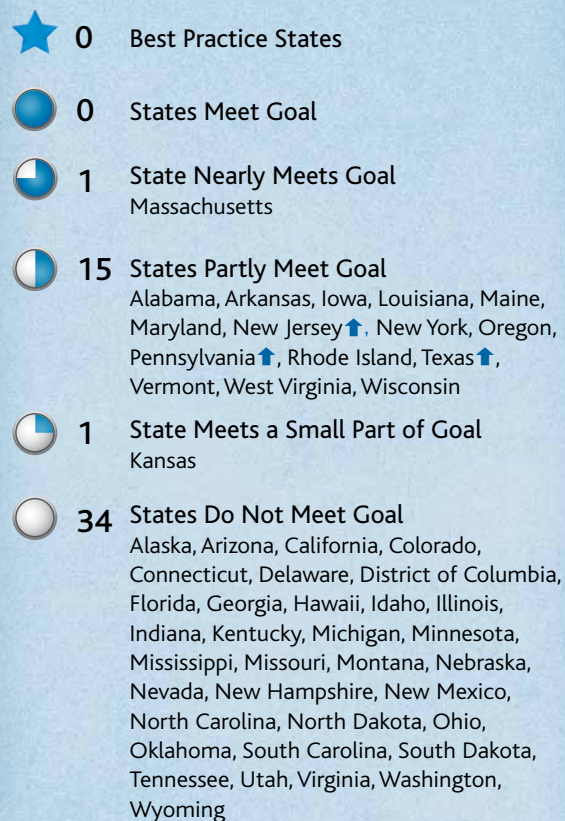 0 Best Practice States
0 States Meet Goal
1 State Nearly Meets Goal
Massachusetts
15 States Partly Meet Goal
Alabama, Arkansas, Iowa, Louisiana, Maine,
Maryland, New Jersey⬆, New York, Oregon,
Pennsylvania⬆, Rhode Island, Texas⬆,
Vermont, West Virginia, Wisconsin
1 State Meets a Small Part of Goal
Kansas
34 States Do Not Meet Goal
Alaska, Arizona, California, Colorado,
Connecticut, Delaware, District of Columbia,
Florida, Georgia, Hawaii, Idaho, Illinois,
Indiana, Kentucky, Michigan, Minnesota,
Mississippi, Missouri, Montana, Nebraska,
Nevada, New Hampshire, New Mexico,
North Carolina, North Dakota, Ohio,
Oklahoma, South Carolina, South Dakota,
Tennessee, Utah, Virginia, Washington,
Wyoming